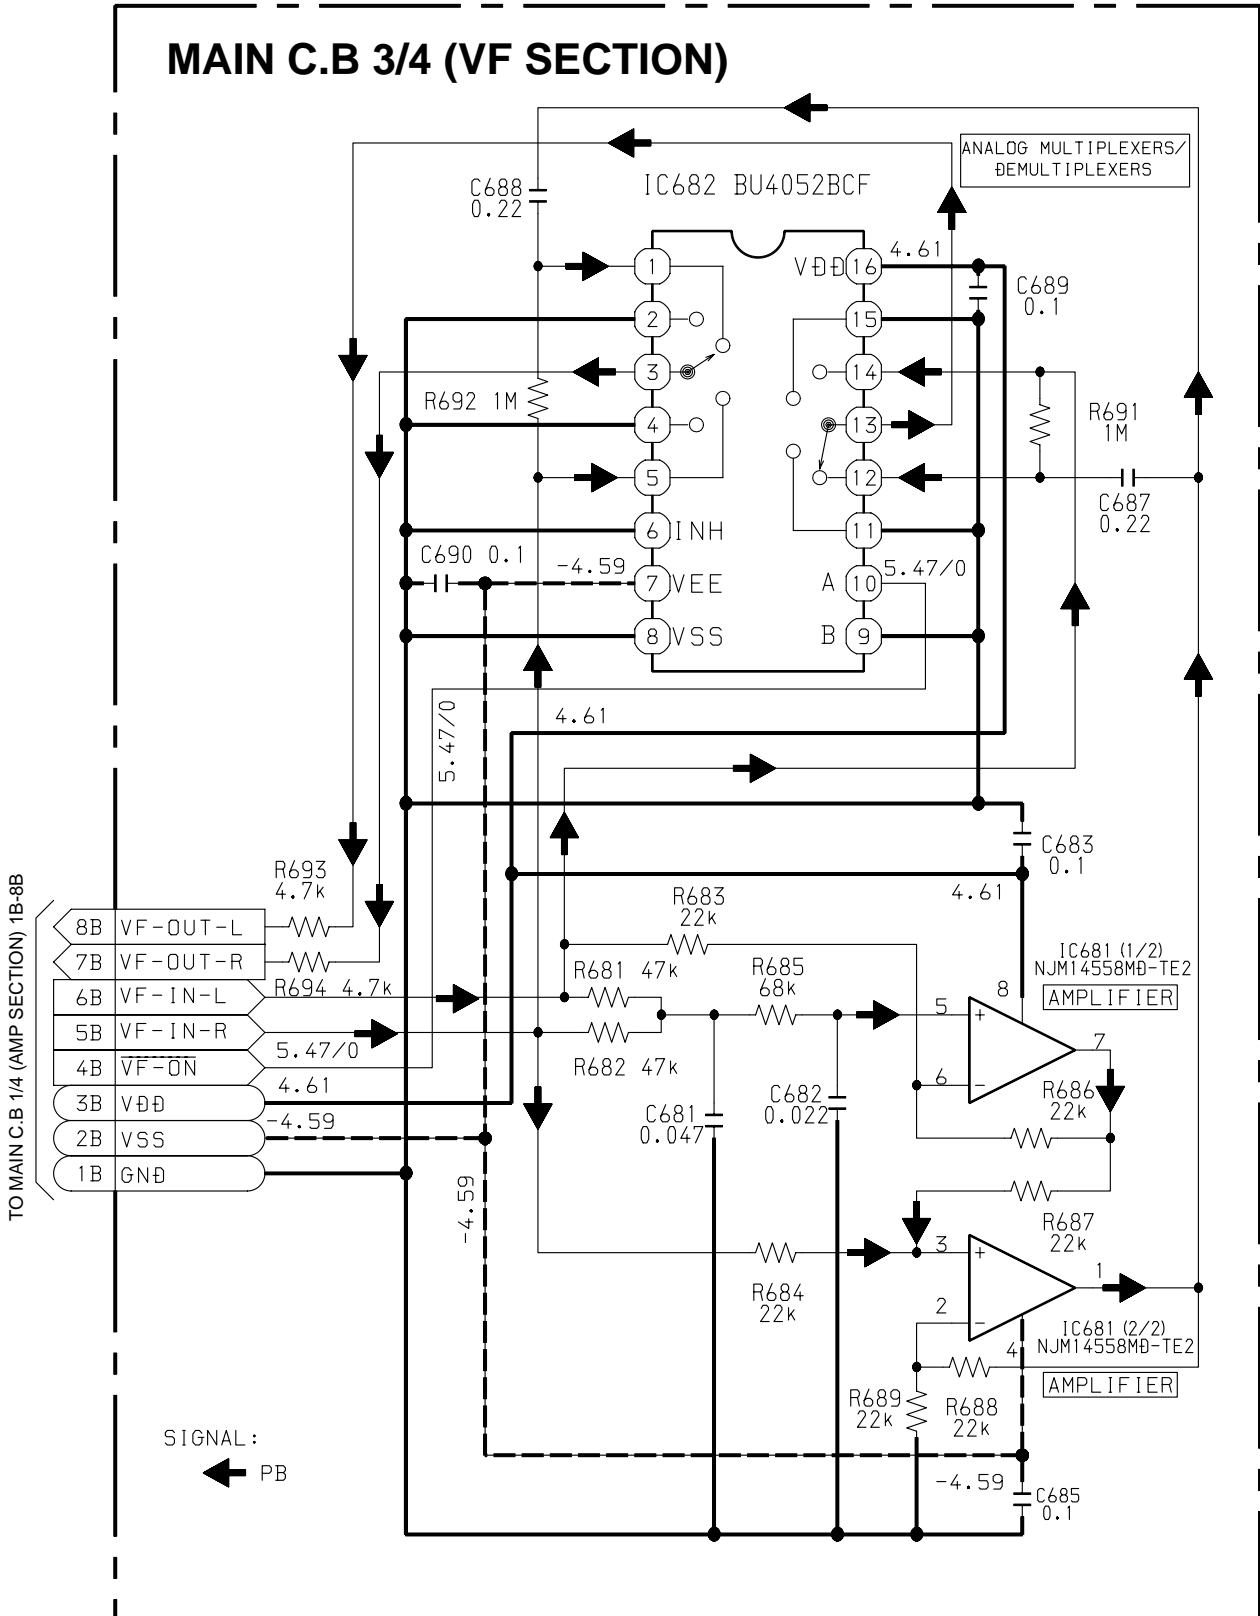 MAIN C.B 3/4 (VF SECTION)
ANALOG MULTIPLEXERS/
DEMULTIPLEXERS
C688
0.22
IC682 BU4052BCF
1
2
3
4
5
6 INH
7 VEE
8 VSS
VDD 16
15
14
13
12
11
A 10
B 9
4.61
C689
0.1
R692 1M
R691
1M
C687
0.22
C690 0.1
-4.59
5.47/0
5.47/0
4.61
C683
0.1
4.61
TO MAIN C.B 1/4 (AMP SECTION) 1B-8B
R693
4.7k
8B VF-OUT-L
7B VF-OUT-R
6B VF-IN-L
5B VF-IN-R
4B VF-ON
3B VDD
2B VSS
1B GND
R694 4.7k
5.47/0
4.61
-4.59
-4.59
R683
22k
R681 47k
R682 47k
R685
68k
C681
0.047
C682
0.022
IC681 (1/2)
NJM14558MD-TE2
AMPLIFIER
8
5
+
6
-
7
R686
22k
R687
22k
R684
22k
3
+
2
-
1
4
IC681 (2/2)
NJM14558MD-TE2
AMPLIFIER
R689
22k
R688
22k
-4.59
C685
0.1
SIGNAL:
PB